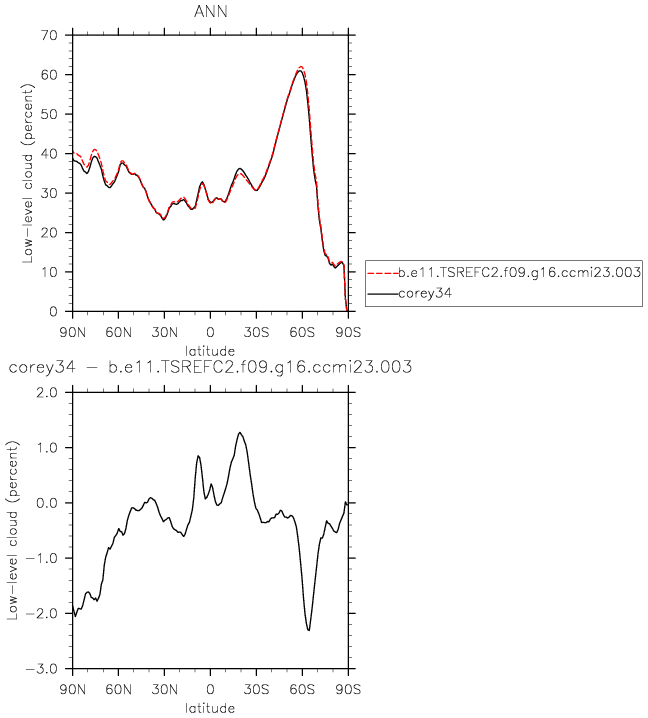 ANN
Low-level cloud (percent)
70
60
50
40
30
20
10
0
90N 60N 30N 0 30S 60S 90S
latitude
b.e11.TSREFC2.f09.g16.ccmi23.003
corey34
corey34 - b.e11.TSREFC2.f09.g16.ccmi23.003
Low-level cloud (percent)
2.0
1.0
0.0
-1.0
-2.0
-3.0
90N 60N 30N 0 30S 60S 90S
latitude